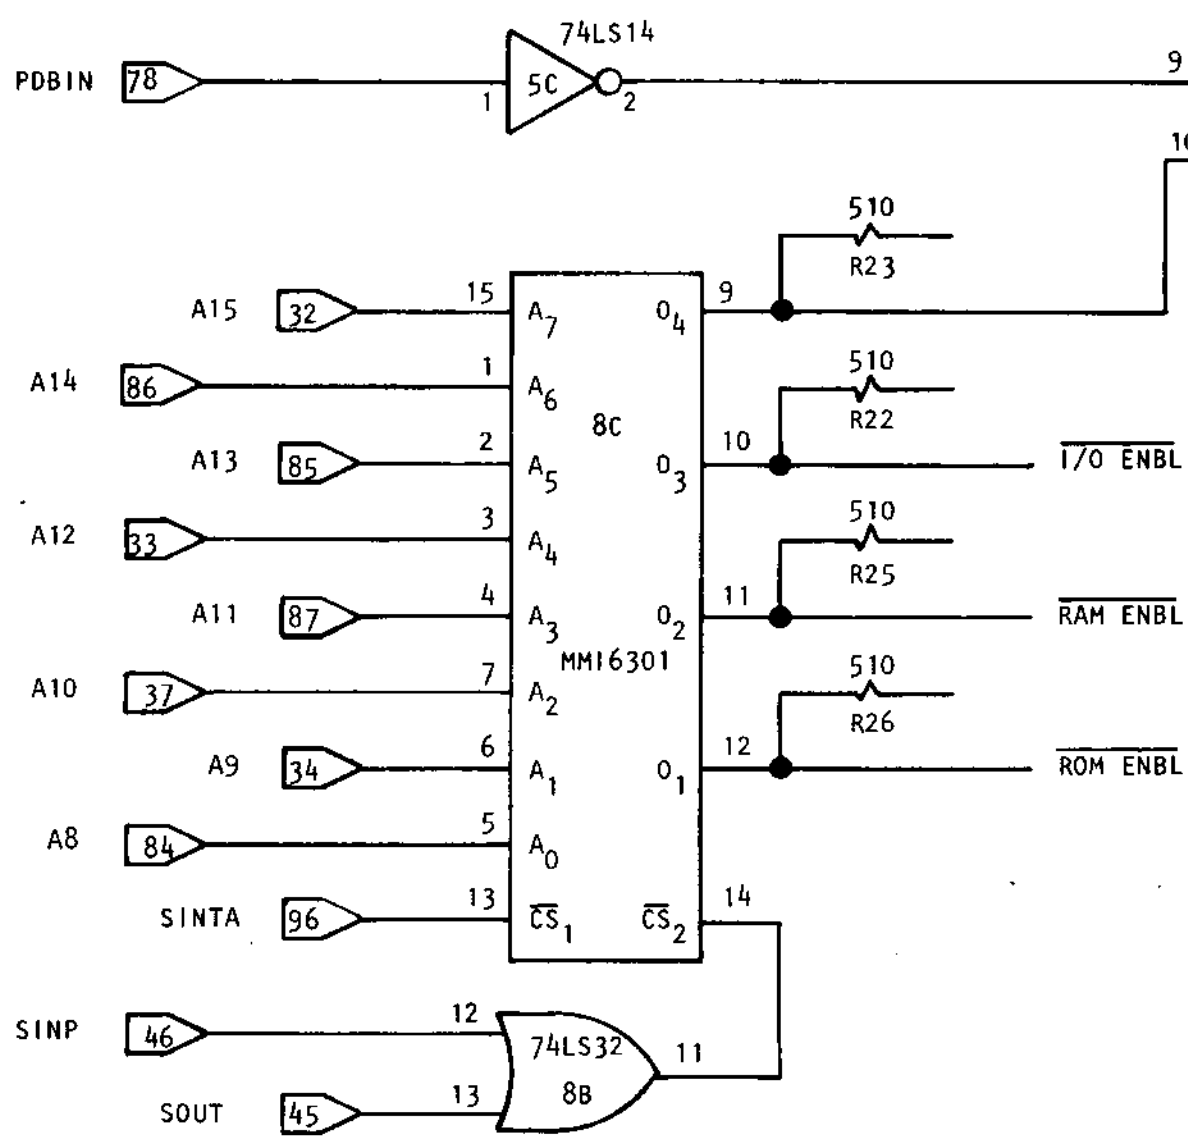 74LS14
PDBIN 78 1 5C 2 9
510
R23
A15 32 15 A7 O4 9
510
A14 86 1 A6
R22
8C
A13 85 2 A5 O3 10 I/O ENBL
510
A12 33 3 A4
R25
A11 87 4 A3 O2 11 RAM ENBL
MMI6301
510
A10 37 7 A2
R26
A9 34 6 A1 O1 12 ROM ENBL
A8 84 5 A0
SINTA 96 13 CS1 CS2 14
SINP 46 12 74LS32 11
SOUT 45 13 8B